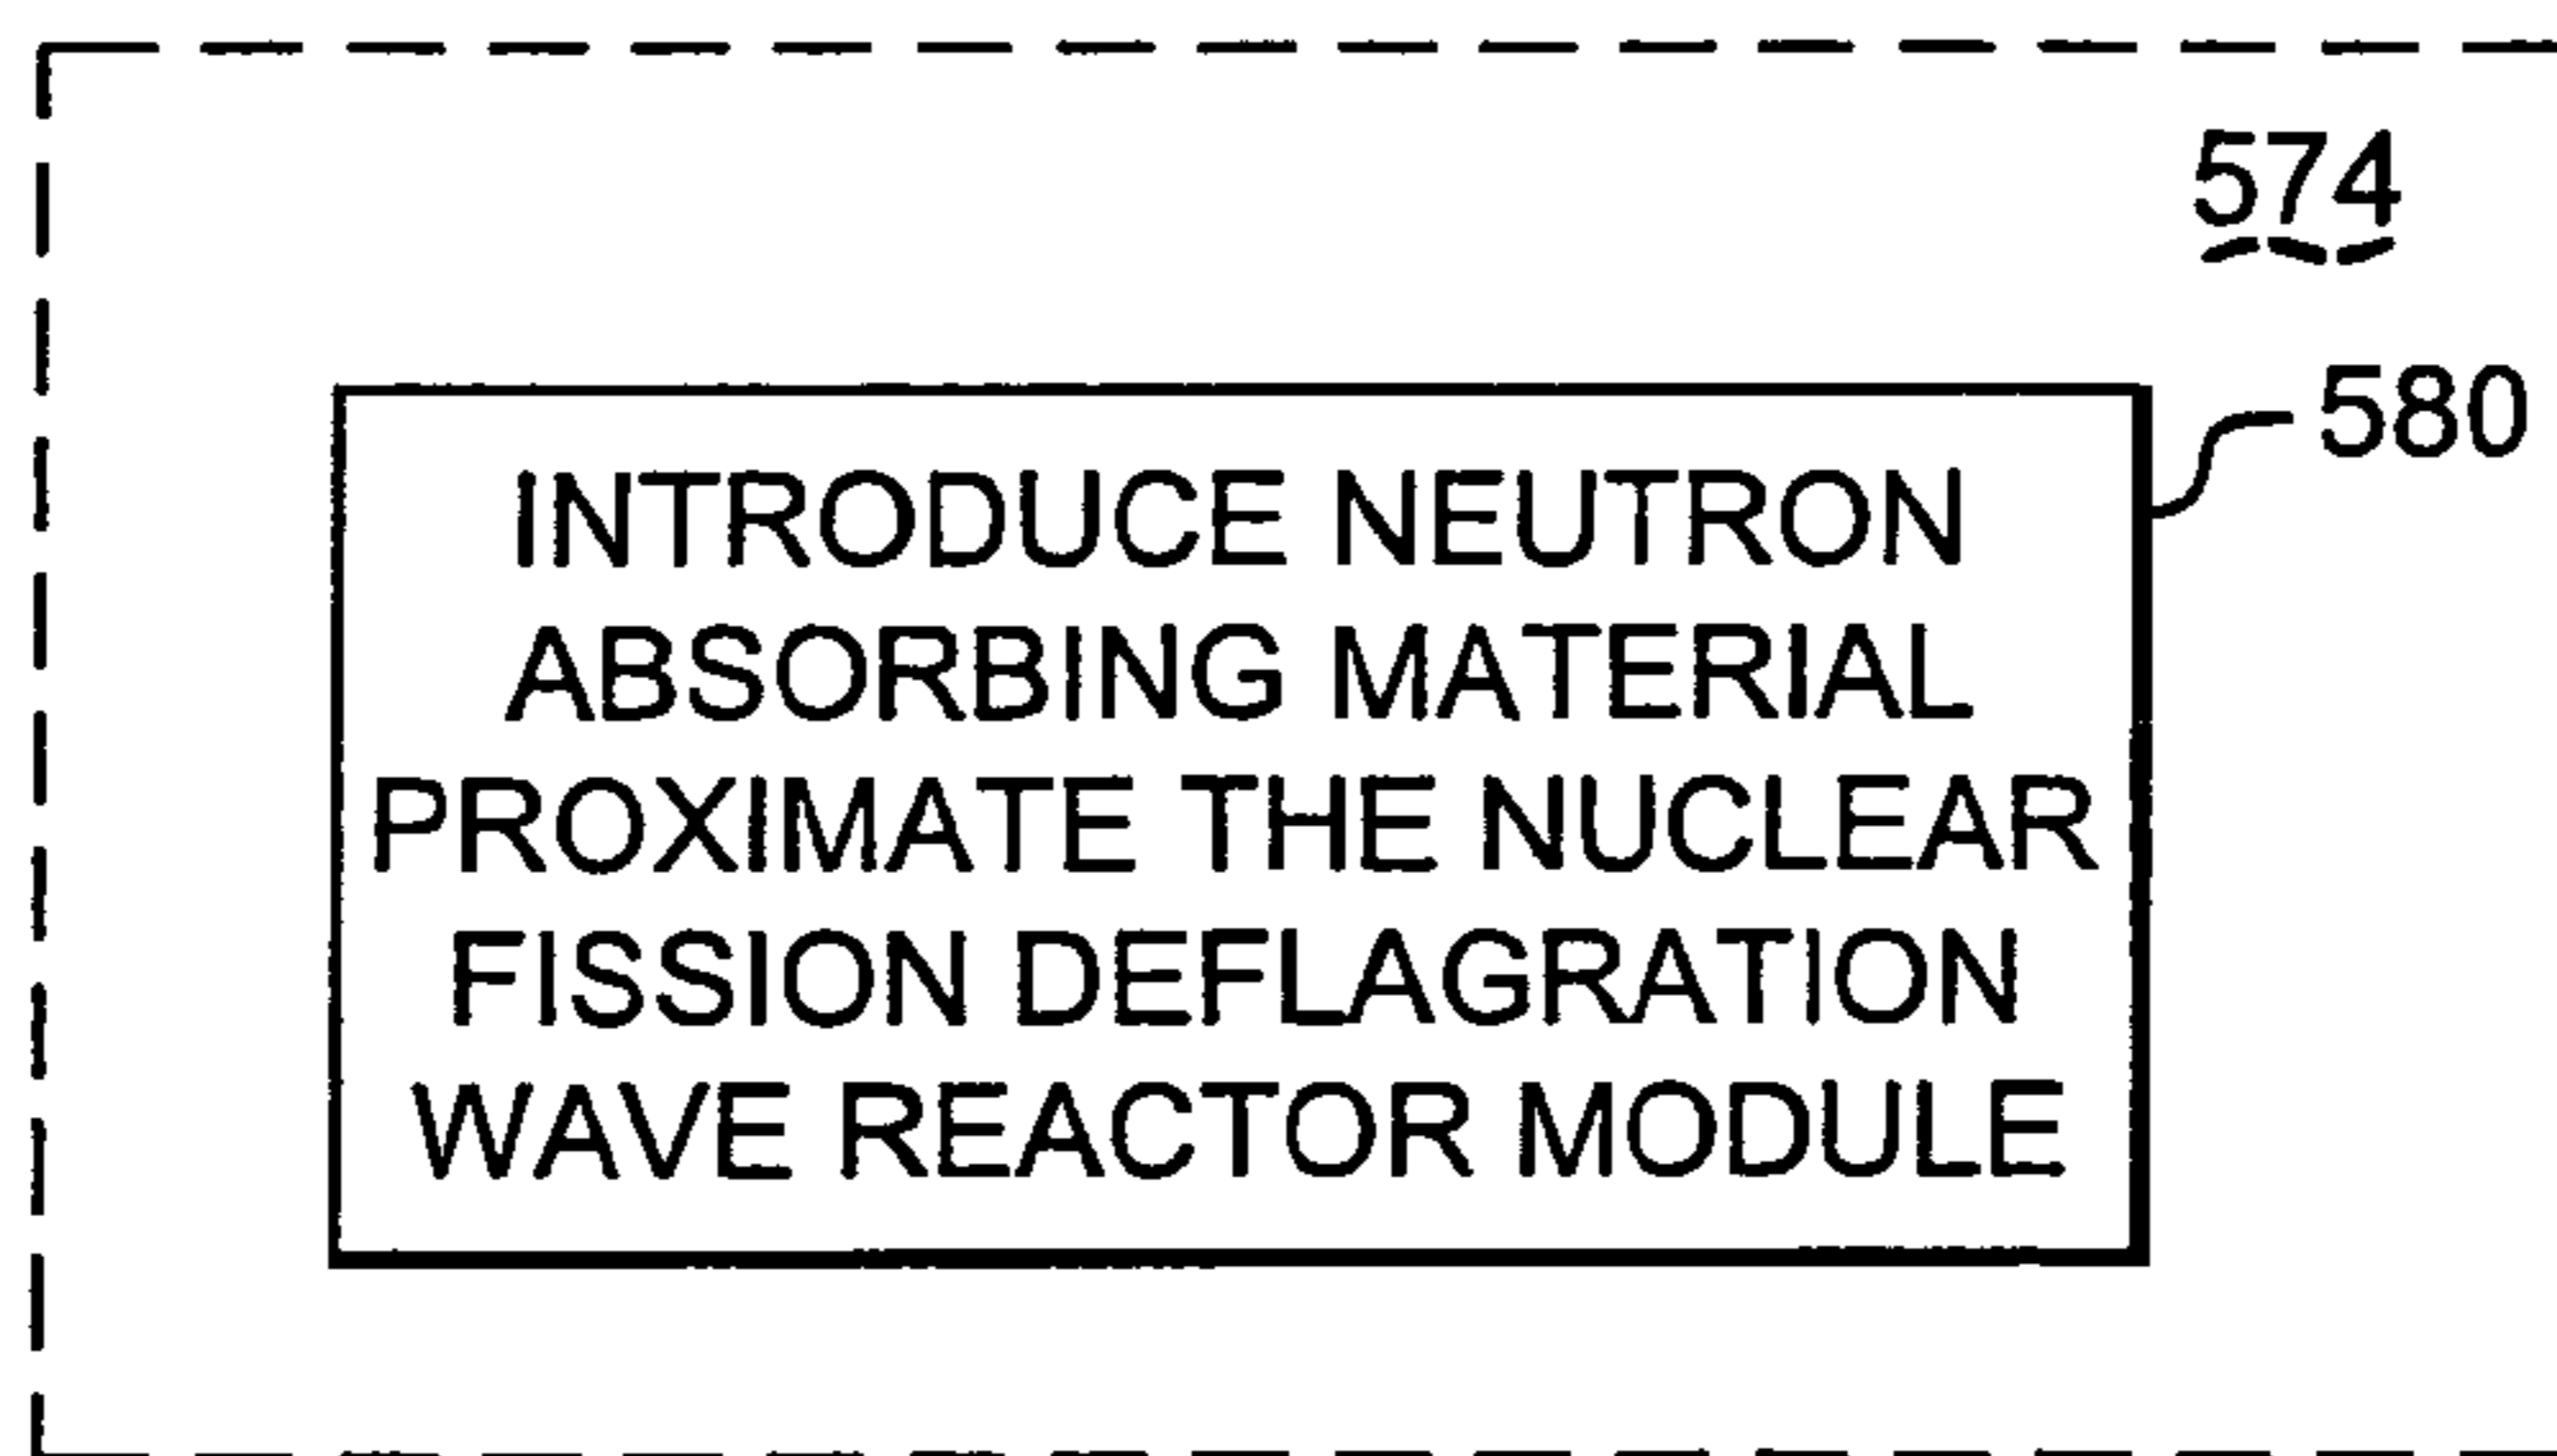 574
580
INTRODUCE NEUTRON
ABSORBING MATERIAL
PROXIMATE THE NUCLEAR
FISSION DEFLAGRATION
WAVE REACTOR MODULE